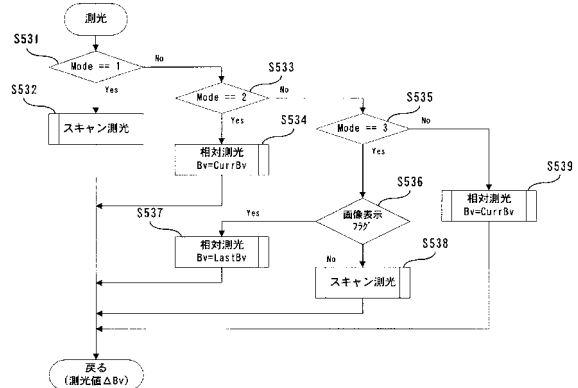 測光
S531
Mode == 1
No
Yes
S532
スキャン測光
S533
Mode == 2
No
Yes
S534
相対測光
Bv=CurrBv
S535
Mode == 3
No
Yes
S536
画像表示
フラグ
Yes
No
S537
相対測光
Bv=LastBv
S538
スキャン測光
S539
相対測光
Bv=CurrBv
戻る
(測光値ΔBv)